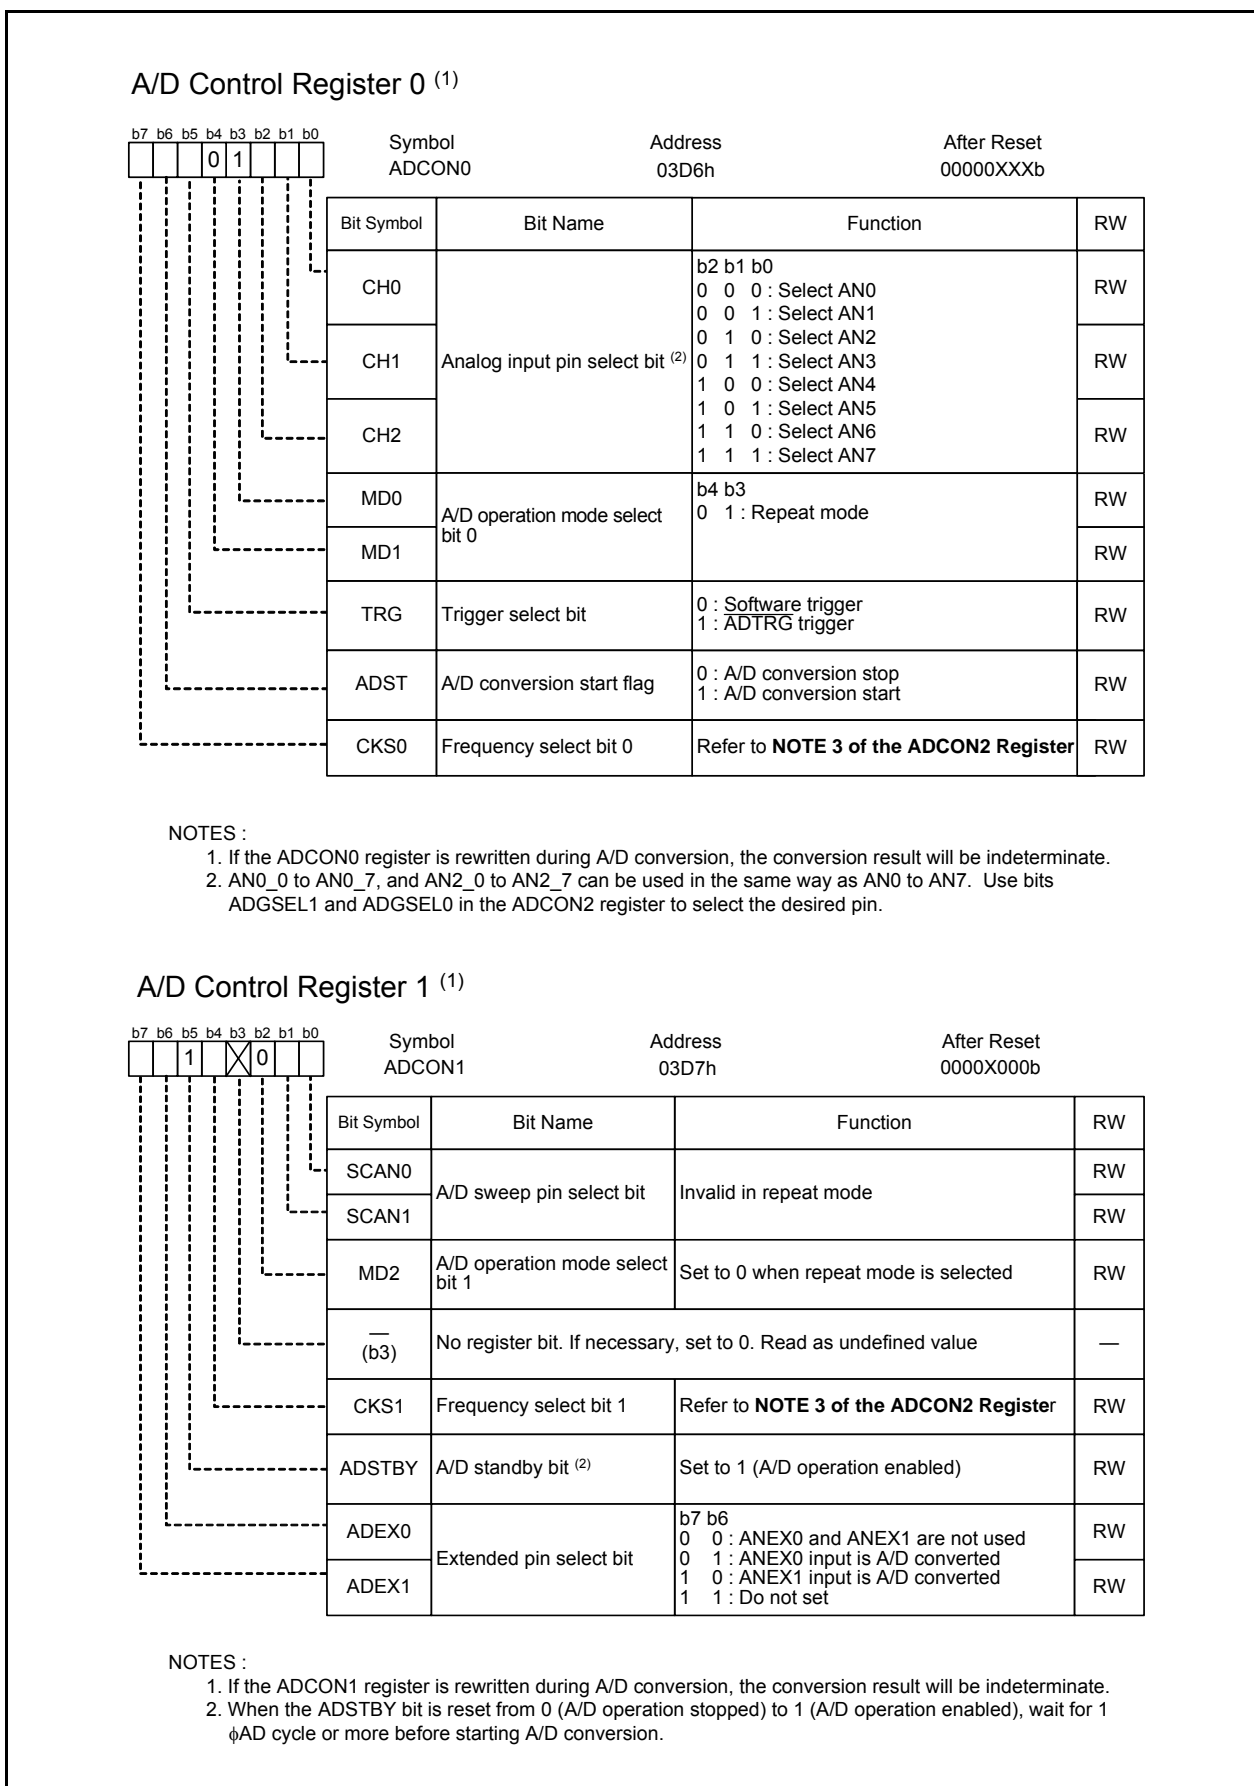 A/D Control Register 0 (1)
b7 b6 b5 b4 b3 b2 b1 b0
0 1
Symbol Address After Reset
ADCON0 03D6h 00000XXXb
Bit Symbol Bit Name Function RW
CH0 RW
CH1 Analog input pin select bit (2) RW
CH2 RW
b2 b1 b0
0 0 0 : Select AN0
0 0 1 : Select AN1
0 1 0 : Select AN2
0 1 1 : Select AN3
1 0 0 : Select AN4
1 0 1 : Select AN5
1 1 0 : Select AN6
1 1 1 : Select AN7
MD0 RW
MD1 RW
A/D operation mode select
bit 0
b4 b3
0 1 : Repeat mode
TRG Trigger select bit RW
0 : Software trigger
1 : ADTRG trigger
ADST A/D conversion start flag RW
0 : A/D conversion stop
1 : A/D conversion start
CKS0 Frequency select bit 0 Refer to NOTE 3 of the ADCON2 Register RW
NOTES :
1. If the ADCON0 register is rewritten during A/D conversion, the conversion result will be indeterminate.
2. AN0_0 to AN0_7, and AN2_0 to AN2_7 can be used in the same way as AN0 to AN7. Use bits
ADGSEL1 and ADGSEL0 in the ADCON2 register to select the desired pin.
A/D Control Register 1 (1)
b7 b6 b5 b4 b3 b2 b1 b0
1 0
Symbol Address After Reset
ADCON1 03D7h 0000X000b
Bit Symbol Bit Name Function RW
SCAN0 RW
A/D sweep pin select bit Invalid in repeat mode
SCAN1 RW
MD2 RW
A/D operation mode select
bit 1
Set to 0 when repeat mode is selected
—
(b3)
No register bit. If necessary, set to 0. Read as undefined value —
CKS1 Frequency select bit 1 Refer to NOTE 3 of the ADCON2 Register RW
ADSTBY A/D standby bit (2) Set to 1 (A/D operation enabled) RW
ADEX0 RW
Extended pin select bit
ADEX1 RW
b7 b6
0 0 : ANEX0 and ANEX1 are not used
0 1 : ANEX0 input is A/D converted
1 0 : ANEX1 input is A/D converted
1 1 : Do not set
NOTES :
1. If the ADCON1 register is rewritten during A/D conversion, the conversion result will be indeterminate.
2. When the ADSTBY bit is reset from 0 (A/D operation stopped) to 1 (A/D operation enabled), wait for 1
ϕAD cycle or more before starting A/D conversion.